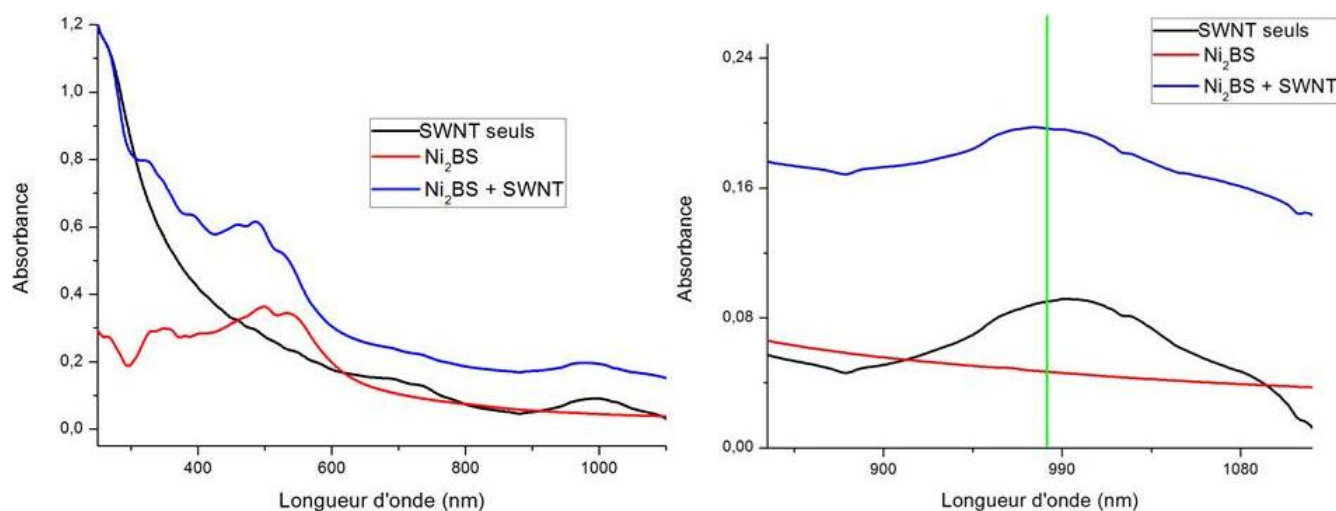 1,2
1,0
0,8
0,6
0,4
0,2
0,0
Absorbance
400
600
800
1000
Longueur d'onde (nm)
SWNT seuls
Ni₂BS
Ni₂BS + SWNT
0,24
0,16
0,08
0,00
Absorbance
900
990
1080
Longueur d'onde (nm)
SWNT seuls
Ni₂BS
Ni₂BS + SWNT